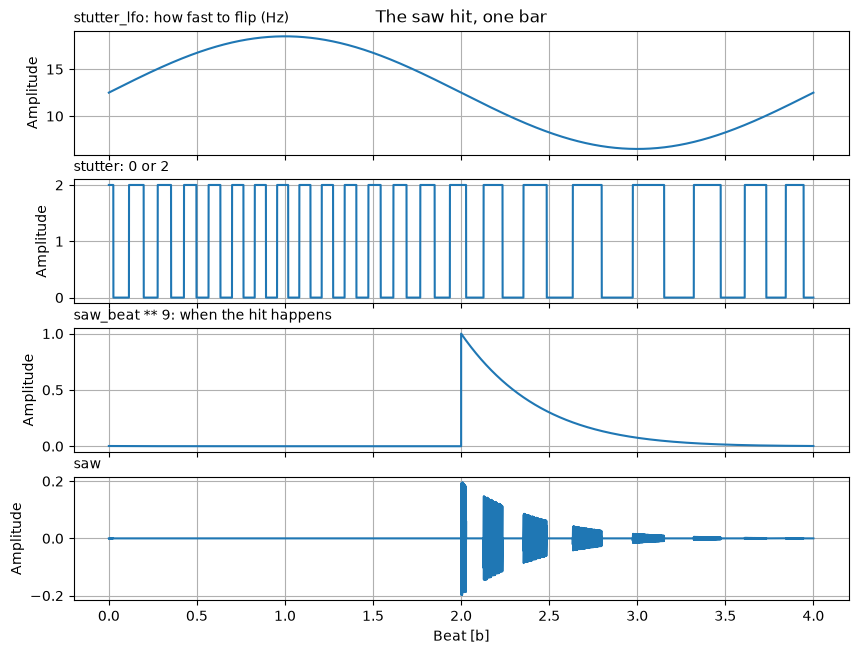 The saw hit, one bar
stutter_lfo: how fast to flip (Hz)
Amplitude
15
10
stutter: 0 or 2
Amplitude
2
1
0
saw_beat ** 9: when the hit happens
Amplitude
1.0
0.5
0.0
saw
Amplitude
0.2
0.0
−0.2
0.0 0.5 1.0 1.5 2.0 2.5 3.0 3.5 4.0
Beat [b]